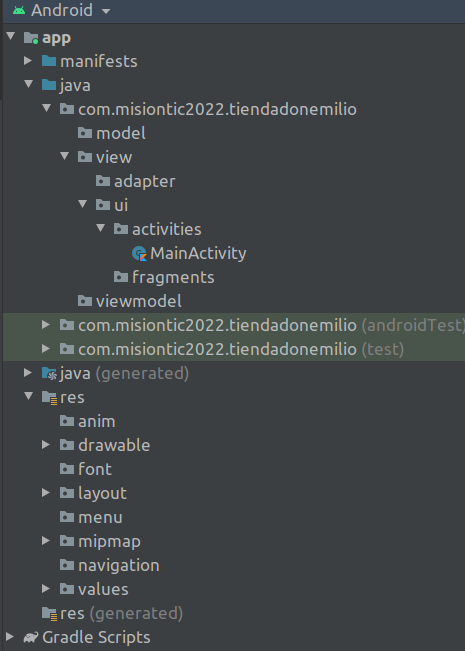 Android
app
manifests
java
com.misiontic2022.tiendadonemilio
model
view
adapter
ui
activities
MainActivity
fragments
viewmodel
com.misiontic2022.tiendadonemilio (androidTest)
com.misiontic2022.tiendadonemilio (test)
java (generated)
res
anim
drawable
font
layout
menu
mipmap
navigation
values
res (generated)
Gradle Scripts